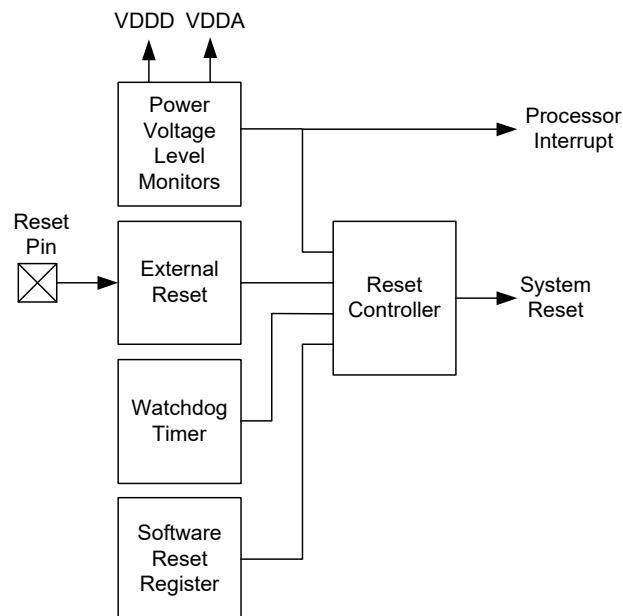 VDDD VDDA
Power
Voltage
Level
Monitors
Processor
Interrupt
Reset
Pin
External
Reset
Reset
Controller
System
Reset
Watchdog
Timer
Software
Reset
Register